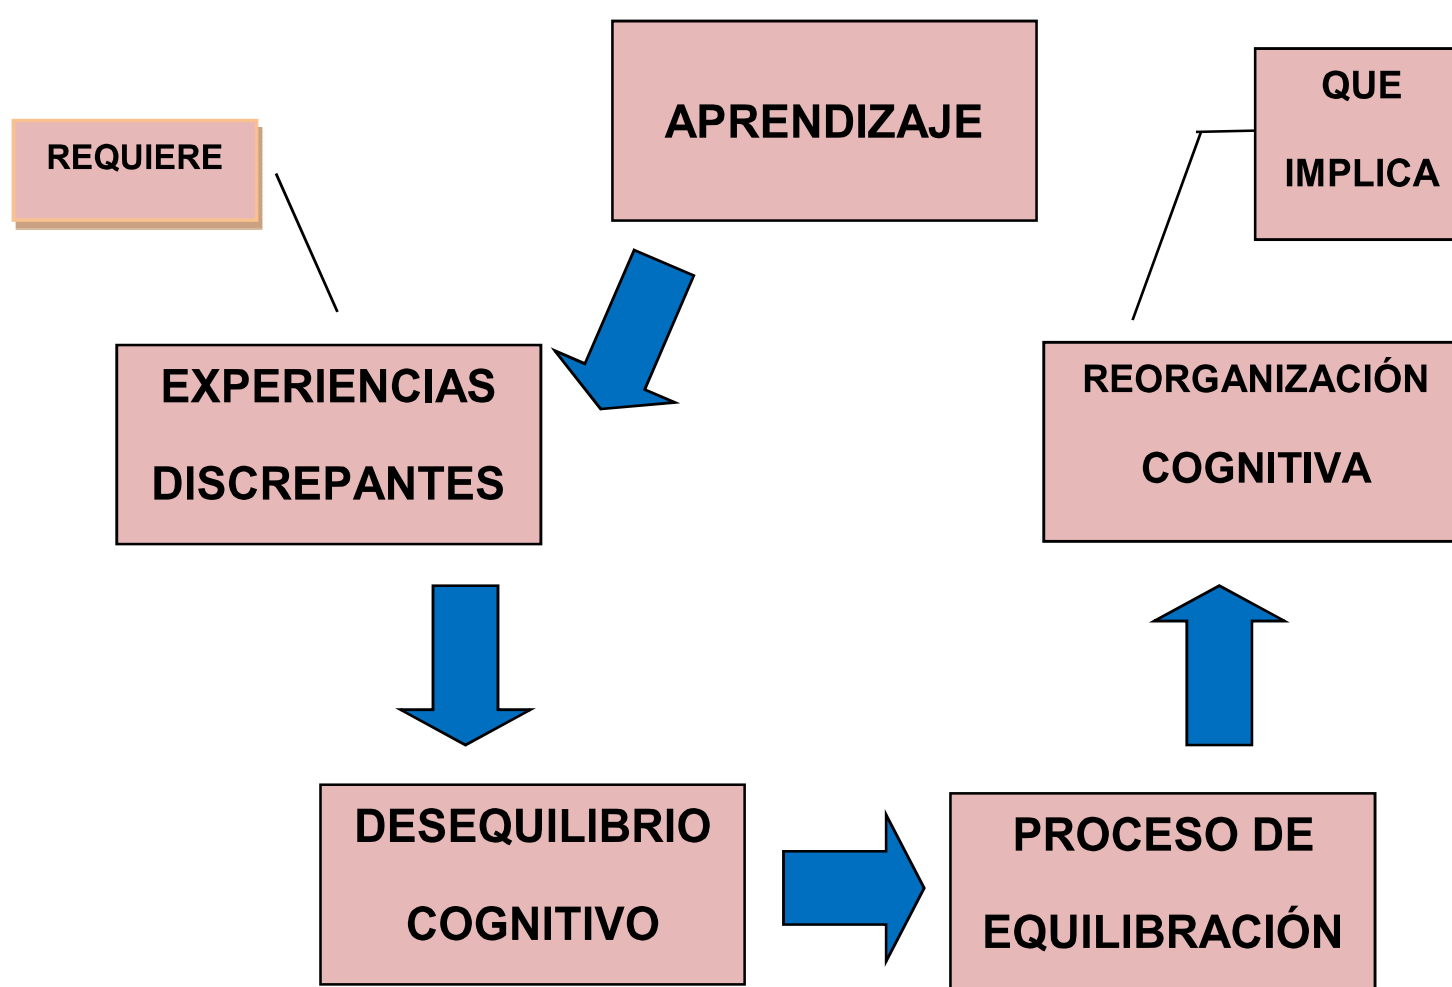 APRENDIZAJE
QUE
IMPLICA
REQUIERE
EXPERIENCIAS
DISCREPANTES
REORGANIZACIÓN
COGNITIVA
DESEQUILIBRIO
COGNITIVO
PROCESO DE
EQUILIBRACIÓN